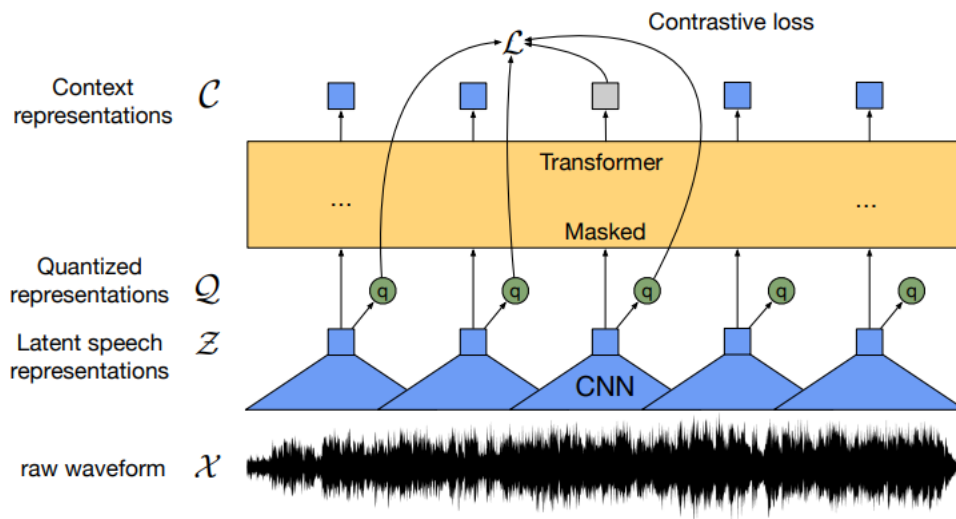 Contrastive loss
ℒ
Context
representations
𝒞
Transformer
... ...
Masked
Quantized
representations
𝒬
q q q q q
Latent speech
representations
𝒵
CNN
raw waveform
𝒳